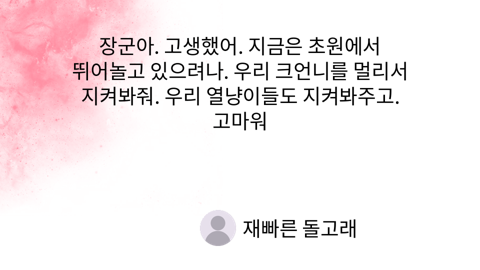 장군아. 고생했어. 지금은 초원에서
뛰어놀고 있으려나. 우리 크언니를 멀리서
지켜봐줘. 우리 열냥이들도 지켜봐주고.
고마워
재빠른 돌고래